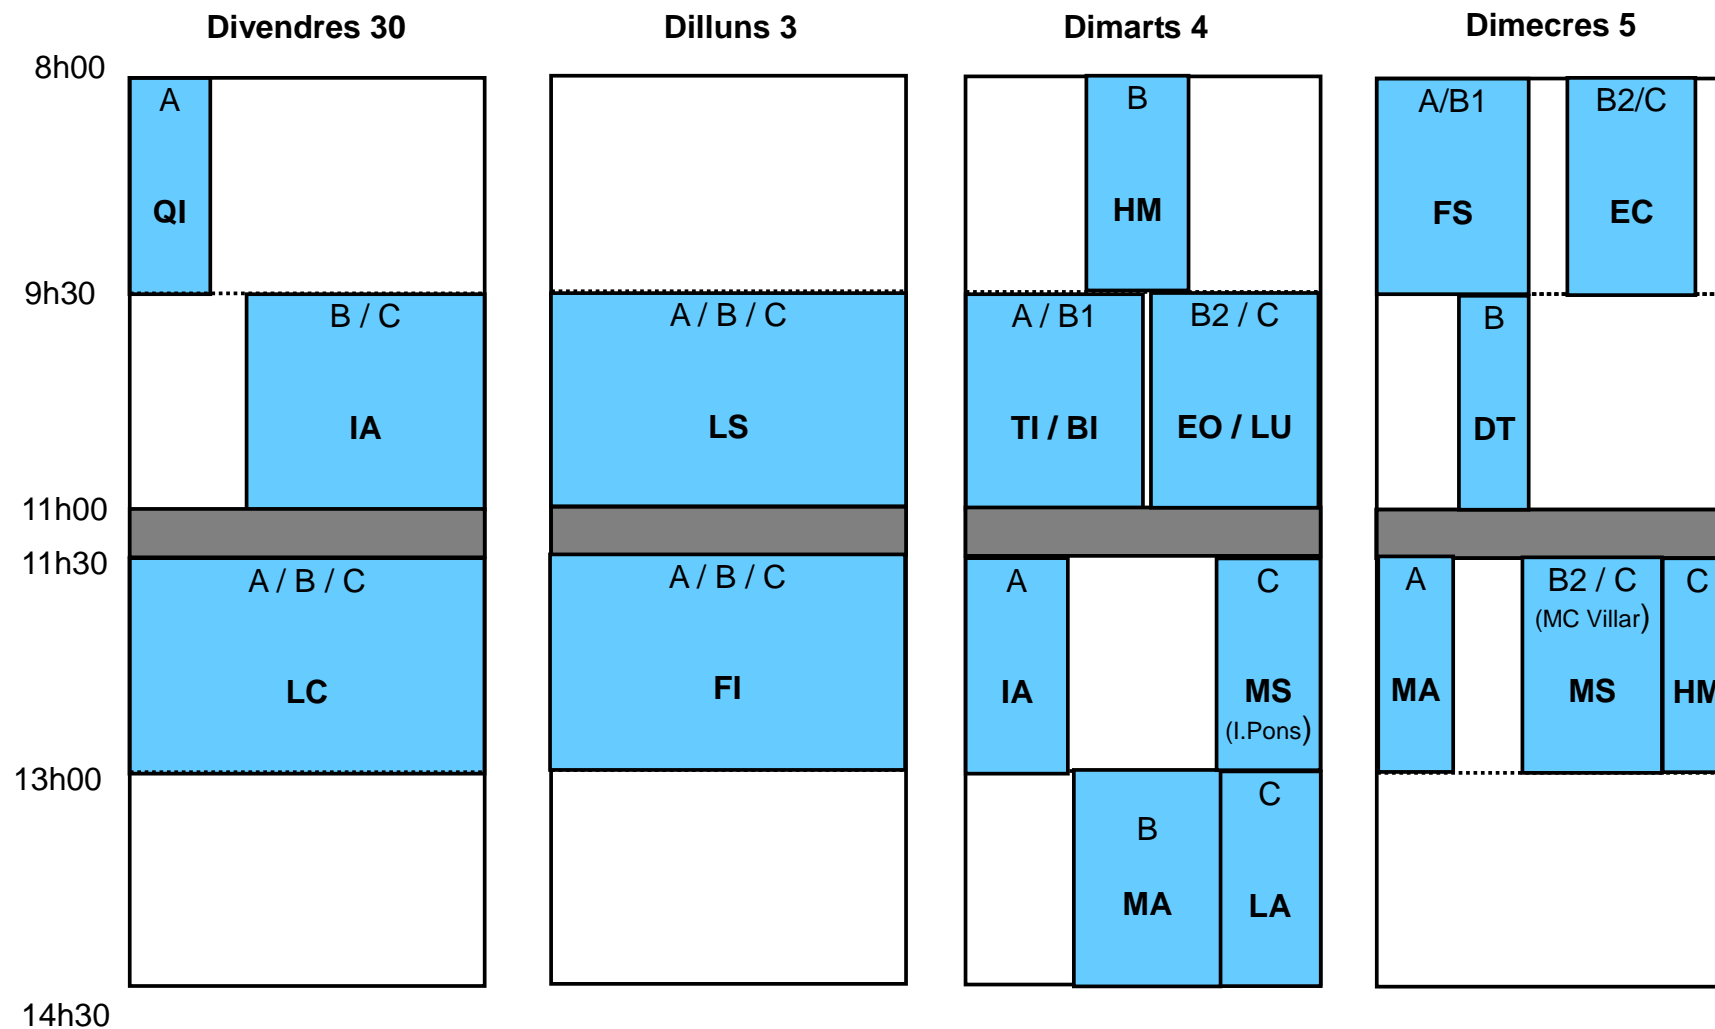 Divendres 30
Dilluns 3
Dimarts 4
Dimecres 5
8h00
9h30
11h00
11h30
13h00
14h30
A
QI
B / C
IA
A / B / C
LC
A / B / C
LS
A / B / C
FI
B
HM
A / B1
TI / BI
B2 / C
EO / LU
A
IA
C
MS
(I.Pons)
B
MA
C
LA
A/B1
FS
B2/C
EC
B
DT
A
MA
B2 / C
(MC Villar)
MS
C
HM